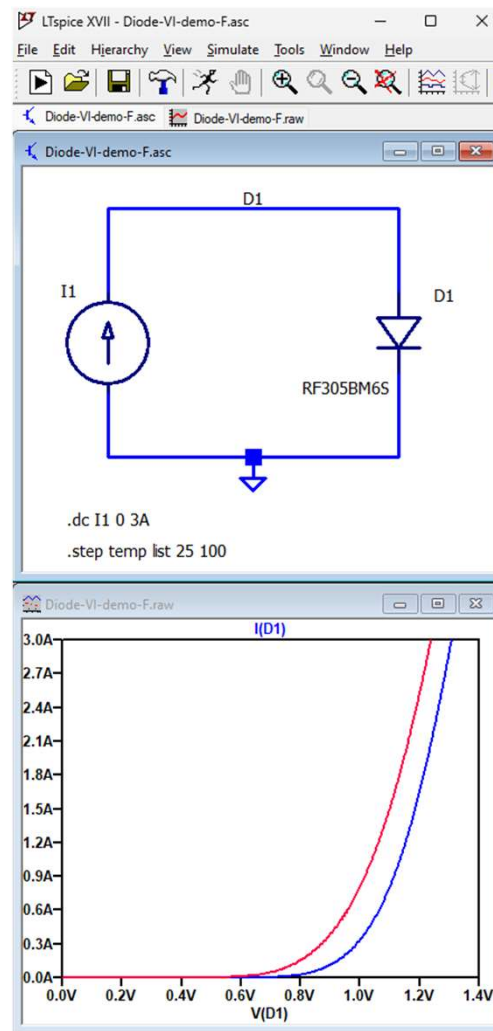 LTspice XVII - Diode-VI-demo-F.asc
File Edit Hierarchy View Simulate Tools Window Help
Diode-VI-demo-F.asc Diode-VI-demo-F.raw
Diode-VI-demo-F.asc
D1
I1
D1
RF305BM6S
.dc I1 0 3A
.step temp list 25 100
Diode-VI-demo-F.raw
I(D1)
3.0A
2.7A
2.4A
2.1A
1.8A
1.5A
1.2A
0.9A
0.6A
0.3A
0.0A
0.0V 0.2V 0.4V 0.6V 0.8V 1.0V 1.2V 1.4V
V(D1)